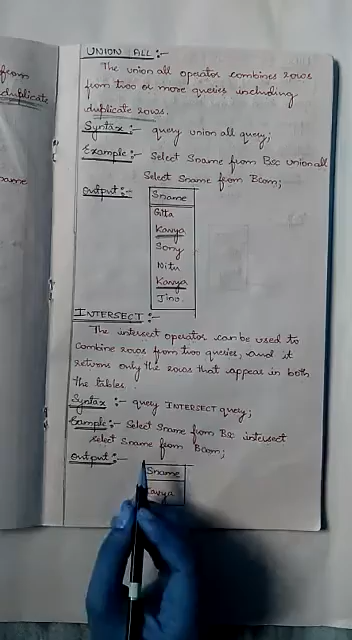 from
duplicate
name
UNION ALL:-
The union all operator combines rows
from two or more queries including
duplicate rows.
Syntax :- query union all query;
Example:- Select Sname from Bsc union all
Select Sname from Bcom;
Output:-
Sname
Gita
Kavya
Sony
Nitu
Kavya
Jino.
INTERSECT:-
The intersect operator can be used to
combine rows from two queries, and it
returns only the rows that appear in both
the tables.
Syntax :- query INTERSECT query;
Example:- Select Sname from Bsc intersect
select Sname from Bcom;
Output:-
Sname
Kavya